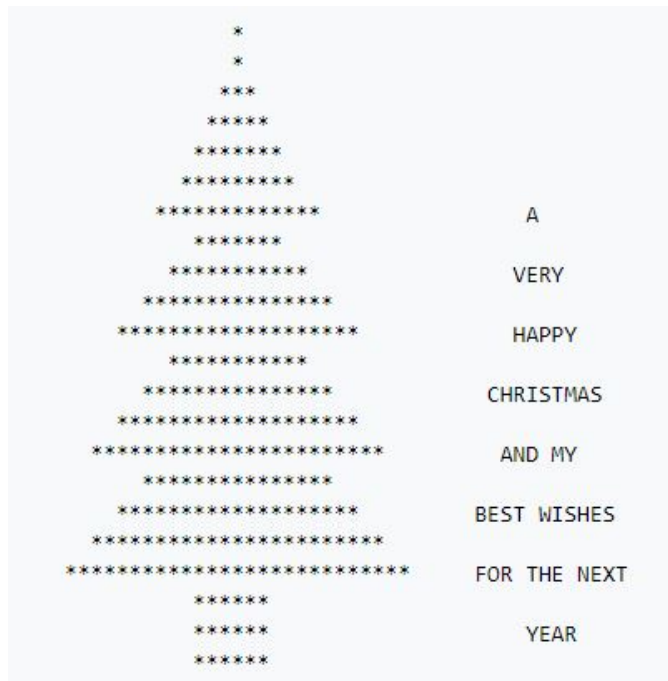 A
VERY
HAPPY
CHRISTMAS
AND MY
BEST WISHES
FOR THE NEXT
YEAR